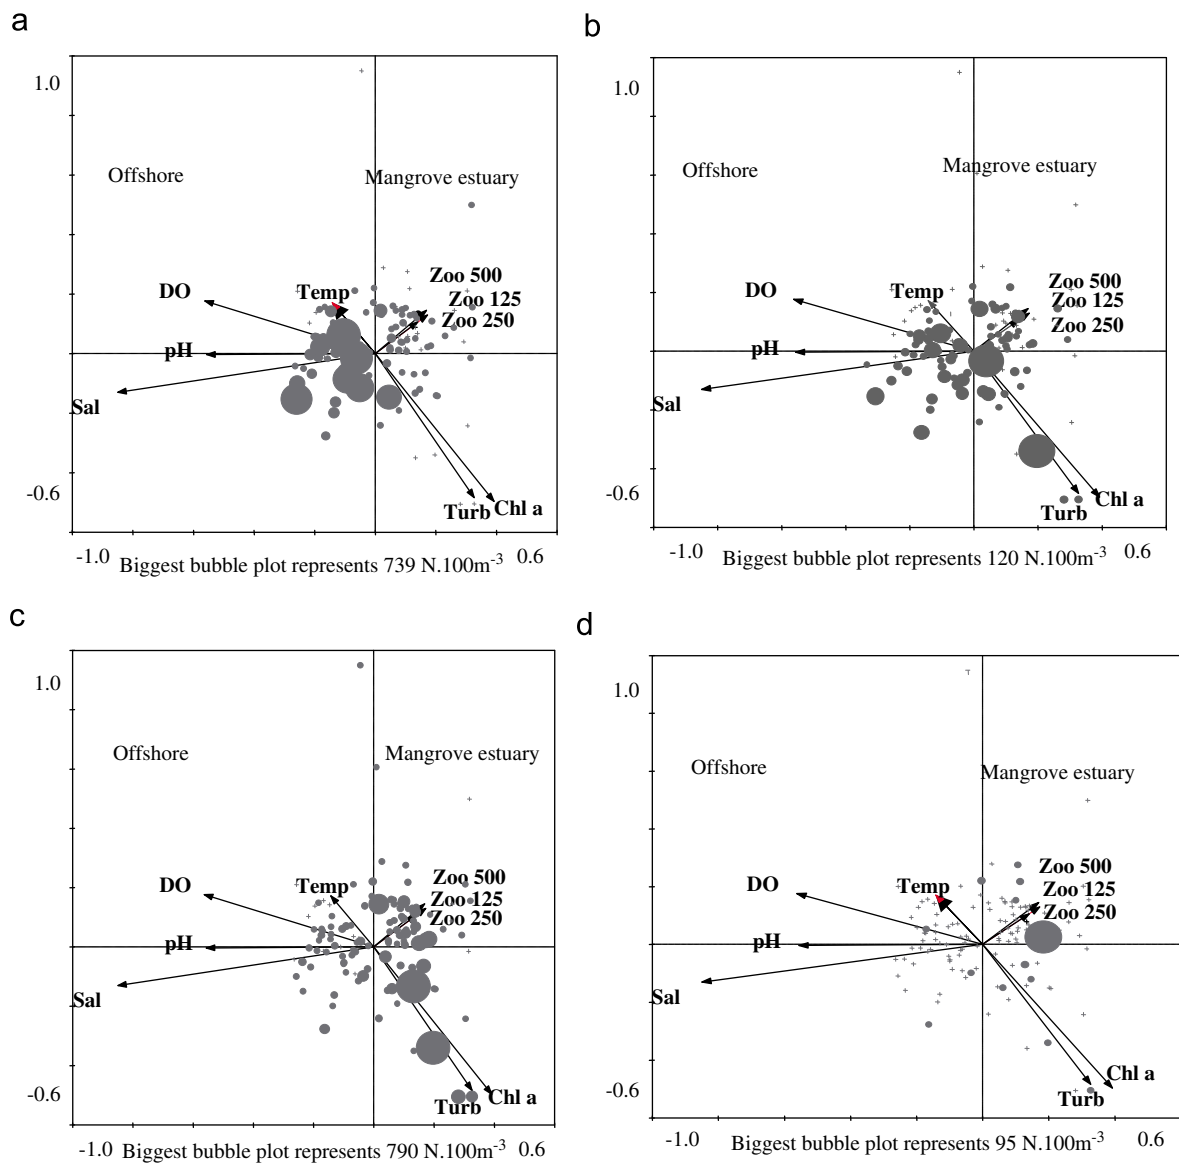 a
1.0
Offshore
Mangrove estuary
Zoo 500
DO
Temp
Zoo 125
Zoo 250
pH
Sal
-0.6
Turb
Chl a
-1.0
0.6
Biggest bubble plot represents 739 N.100m-3
b
1.0
Offshore
Mangrove estuary
Zoo 500
DO
Temp
Zoo 125
Zoo 250
pH
Sal
-0.6
Turb
Chl a
-1.0
0.6
Biggest bubble plot represents 120 N.100m-3
c
1.0
Offshore
Mangrove estuary
Zoo 500
DO
Temp
Zoo 125
Zoo 250
pH
Sal
-0.6
Turb
Chl a
-1.0
0.6
Biggest bubble plot represents 790 N.100m-3
d
1.0
Offshore
Mangrove estuary
Zoo 500
DO
Temp
Zoo 125
Zoo 250
pH
Sal
Chl a
-0.6
Turb
-1.0
0.6
Biggest bubble plot represents 95 N.100m-3